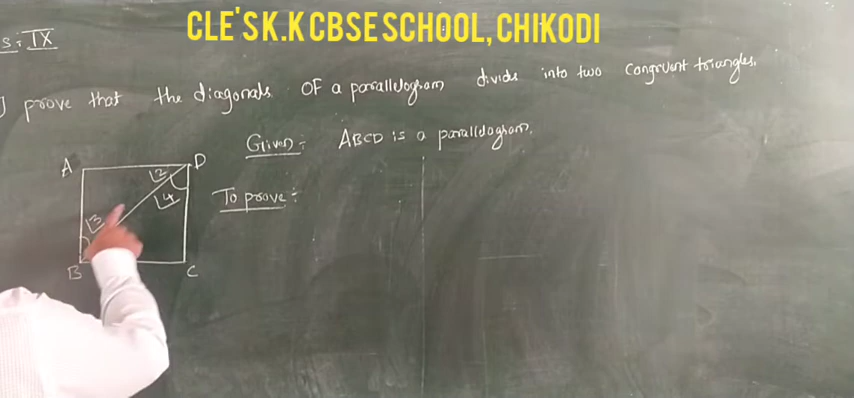 CLE'S K.K CBSE SCHOOL, CHIKODI
S: IX
prove that the diagonals OF a parallelogram divide into two congruent triangles.
Given:- ABCD is a parallelogram.
A D
∠2
∠4
To prove:-
∠3
B C